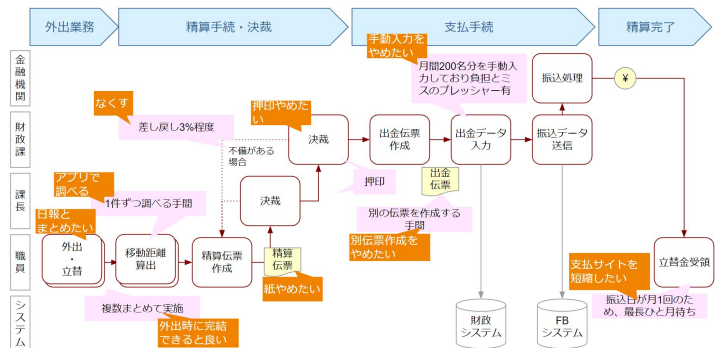 外出業務
精算手続・決裁
支払手続
精算完了
金融機関
財政課
課長
職員
システム
手動入力を
やめたい
月間200名分を手動入
力しており負担とミ
スのプレッシャー有
振込処理
¥
なくす
押印やめた
い
差し戻し3%程度
不備がある
場合
決裁
出金伝票
作成
出金データ
入力
振込データ
送信
アプリで
調べる
1件ずつ調べる手間
決裁
押印
出金
伝票
別の伝票を作成する
手間
別伝票作成を
やめたい
日報と
まとめたい
外出
・
立替
移動距離
算出
精算伝票
作成
精算
伝票
紙やめたい
支払サイトを
短縮したい
立替金受領
振込日が月1回のた
め、最長ひと月待ち
複数まとめて実施
外出時に完結
できると良い
財政
システム
FB
システム